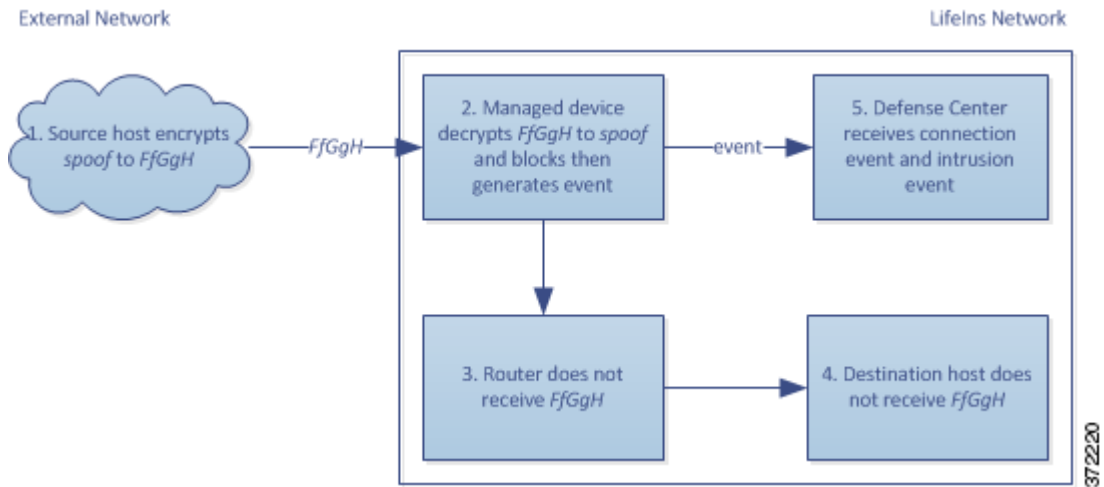 External Network
LifeIns Network
1. Source host encrypts
spoof to FfGgH
FfGgH
2. Managed device
decrypts FfGgH to spoof
and blocks then
generates event
event
5. Defense Center
receives connection
event and intrusion
event
3. Router does not
receive FfGgH
4. Destination host does
not receive FfGgH
372220